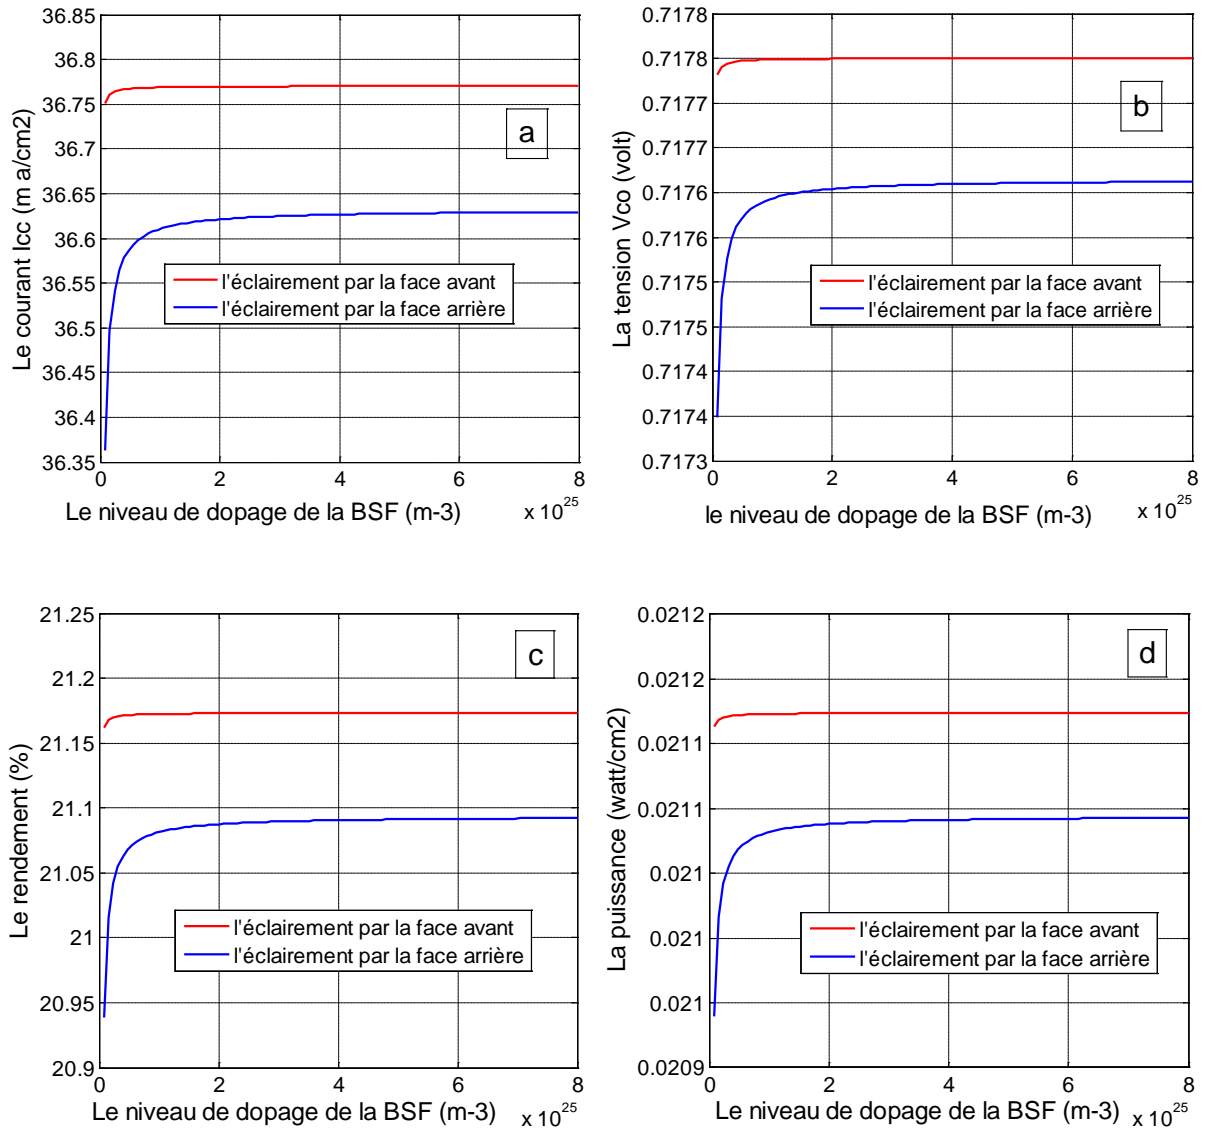 36.85
36.8
36.75
36.7
36.65
36.6
36.55
36.5
36.45
36.4
36.35
0
2
4
6
8
x 10^25
Le niveau de dopage de la BSF (m-3)
Le courant Icc (m a/cm2)
a
l'éclairement par la face avant
l'éclairement par la face arrière
0.7178
0.7178
0.7177
0.7177
0.7176
0.7176
0.7175
0.7175
0.7174
0.7174
0.7173
0
2
4
6
8
x 10^25
le niveau de dopage de la BSF (m-3)
La tension Vco (volt)
b
l'éclairement par la face avant
l'éclairement par la face arrière
21.25
21.2
21.15
21.1
21.05
21
20.95
20.9
0
2
4
6
8
x 10^25
Le niveau de dopage de la BSF (m-3)
Le rendement (%)
c
l'éclairement par la face avant
l'éclairement par la face arrière
0.0212
0.0212
0.0211
0.0211
0.021
0.021
0.021
0.0209
0
2
4
6
8
x 10^25
Le niveau de dopage de la BSF (m-3)
La puissance (watt/cm2)
d
l'éclairement par la face avant
l'éclairement par la face arrière